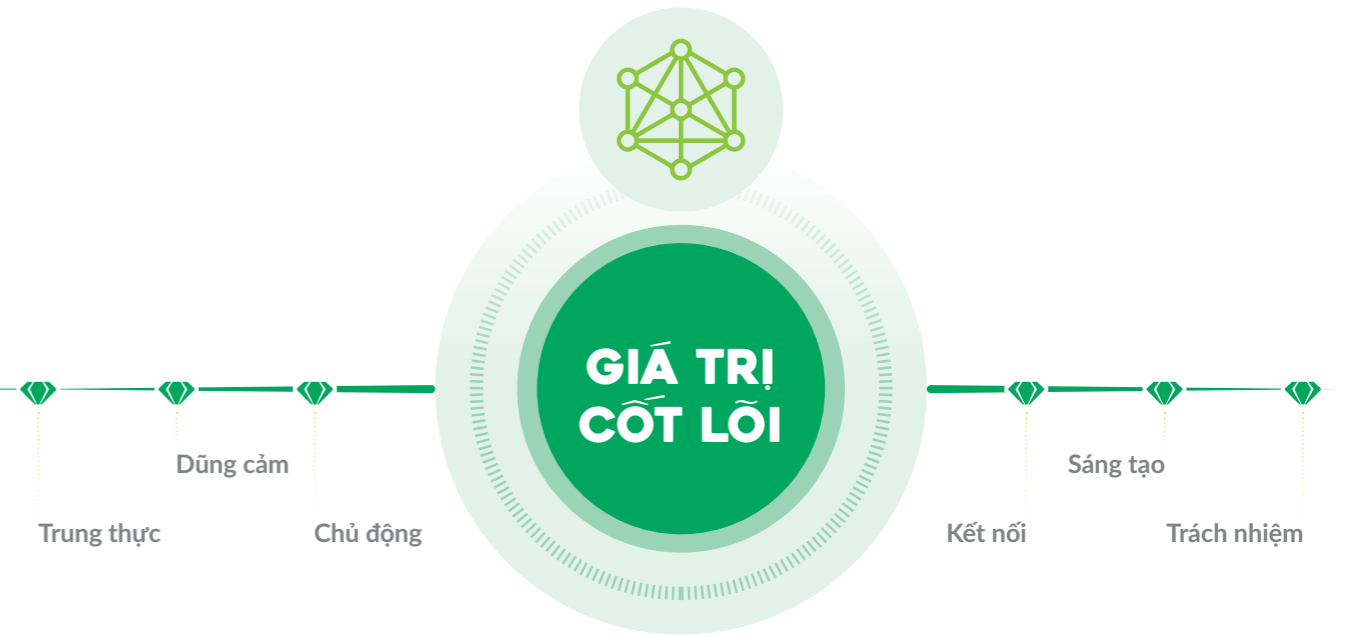 GIÁ TRỊ
CỐT LÕI
Trung thực
Dũng cảm
Chủ động
Kết nối
Sáng tạo
Trách nhiệm